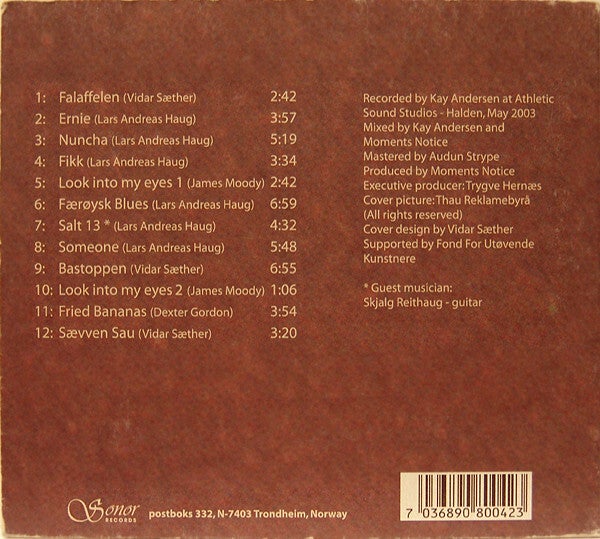 1: Falaffelen (Vidar Sæther) 2:42
2: Ernie (Lars Andreas Haug) 3:57
3: Nuncha (Lars Andreas Haug) 5:19
4: Fikk (Lars Andreas Haug) 3:34
5: Look into my eyes 1 (James Moody) 2:42
6: Færøysk Blues (Lars Andreas Haug) 6:59
7: Salt 13 * (Lars Andreas Haug) 4:32
8: Someone (Lars Andreas Haug) 5:48
9: Bastoppen (Vidar Sæther) 6:55
10: Look into my eyes 2 (James Moody) 1:06
11: Fried Bananas (Dexter Gordon) 3:54
12: Sævven Sau (Vidar Sæther) 3:20
Recorded by Kay Andersen at Athletic
Sound Studios - Halden, May 2003
Mixed by Kay Andersen and
Moments Notice
Mastered by Audun Strype
Produced by Moments Notice
Executive producer: Trygve Hernæs
Cover picture: Thau Reklamebyrå
(All rights reserved)
Cover design by Vidar Sæther
Supported by Fond For Utøvende
Kunstnere
* Guest musician:
Skjalg Reithaug - guitar
Sonor
RECORDS
postboks 332, N-7403 Trondheim, Norway
7 036890 800423